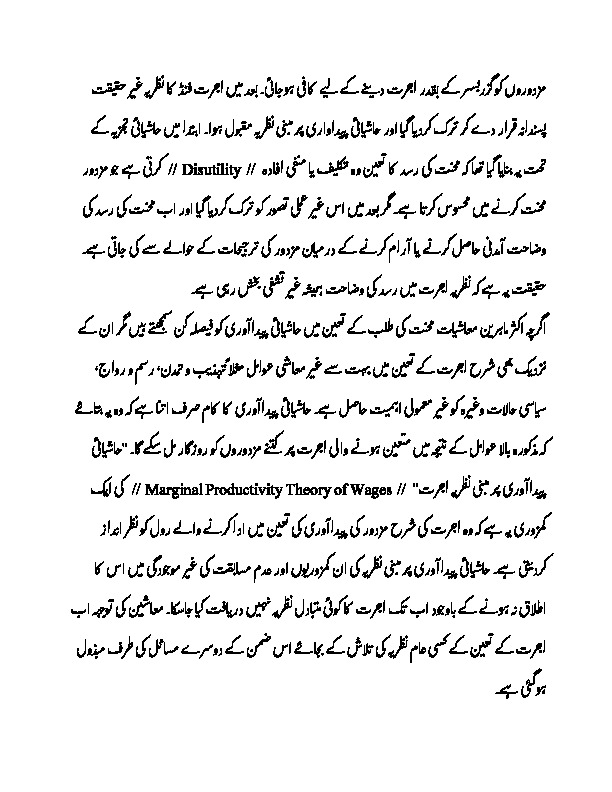 مزدوروں کو گزر بسر کے بقدر اجرت دینے کے لیے کافی ہوجائی۔ بعد میں اجرت فنڈ کا نظریہ غیر حقیقت
پسندانہ قرار دے کر ترک کردیا گیا اور حاشیائی پیداواری پر مبنی نظریہ مقبول ہوا۔ ابتدا میں حاشیائی تجزیہ کے
تحت یہ بتایا گیا تھا کہ محنت کی رسد کا تعین وہ تکلیف یا منفی افادہ // Disutility // کرتی ہے جو مزدور
محنت کرنے میں محسوس کرتا ہے۔ مگر بعد میں اس غیر عملی تصور کو ترک کردیا گیا اور اب محنت کی رسد کی
وضاحت آمدنی حاصل کرنے یا آرام کرنے کے درمیان مزدور کی ترجیحات کے حوالے سے کی جاتی ہے۔
حقیقت یہ ہے کہ نظریہ اجرت میں رسد کی وضاحت ہمیشہ غیر تشفی بخش رہی ہے۔
اگرچہ اکثر ماہرین معاشیات محنت کی طلب کے تعین میں حاشیائی پیداآوری کو فیصلہ کن سمجھتے ہیں مگر ان کے
نزدیک بھی شرح اجرت کے تعین میں بہت سے غیر معاشی عوامل مثلاً تہذیب و تمدن، رسم و رواج،
سیاسی حالات وغیرہ کو غیر معمولی اہمیت حاصل ہے۔ حاشیائی پیداآوری کا کام صرف اتنا ہے کہ وہ یہ بتائے
کہ مذکورہ بالا عوامل کے نتیجہ میں متعین ہونے والی اجرت پر کتنے مزدوروں کو روزگار مل سکے گا۔ "حاشیائی
پیداآوری پر مبنی نظریہ اجرت" // Marginal Productivity Theory of Wages // کی ایک
کمزوری یہ ہے کہ وہ اجرت کی شرح مزدور کی پیداآوری کی تعین میں ادا کرنے والے رول کو نظر انداز
کردیتی ہے۔ حاشیائی پیداآوری پر مبنی نظریہ کی ان کمزوریوں اور عدم مسابقت کی غیر موجودگی میں اس کا
اطلاق نہ ہونے کے باوجود اب تک اجرت کا کوئی متبادل نظریہ نہیں دریافت کیا جاسکا۔ معاشین کی توجہ اب
اجرت کے تعین کے کسی عام نظریہ کی تلاش کے بجائے اس ضمن کے دوسرے مسائل کی طرف مبذول
ہوگئی ہے۔